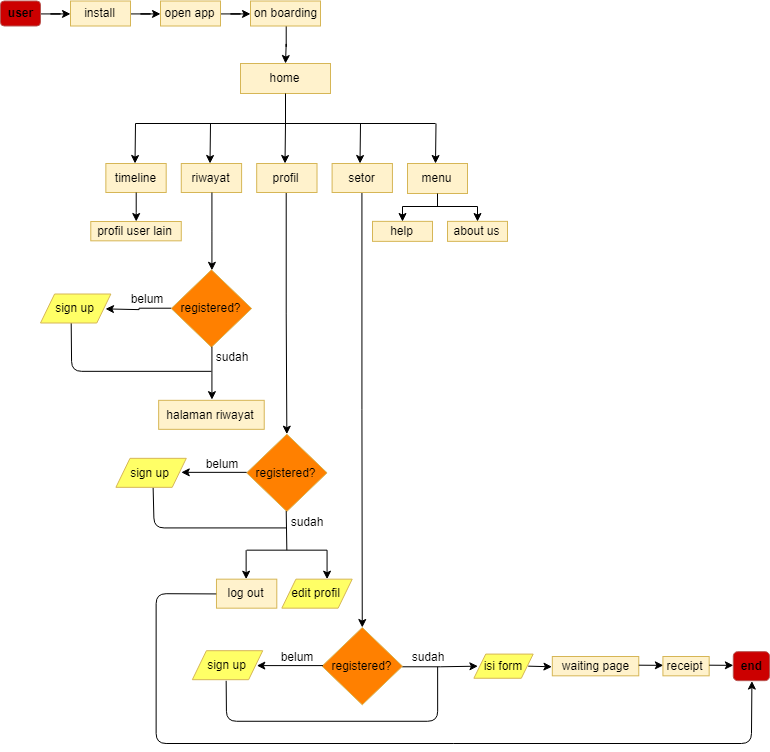 user
install
open app
on boarding
home
timeline
riwayat
profil
setor
menu
profil user lain
help
about us
sign up
belum
registered?
sudah
halaman riwayat
sign up
belum
registered?
sudah
log out
edit profil
sign up
belum
registered?
sudah
isi form
waiting page
receipt
end